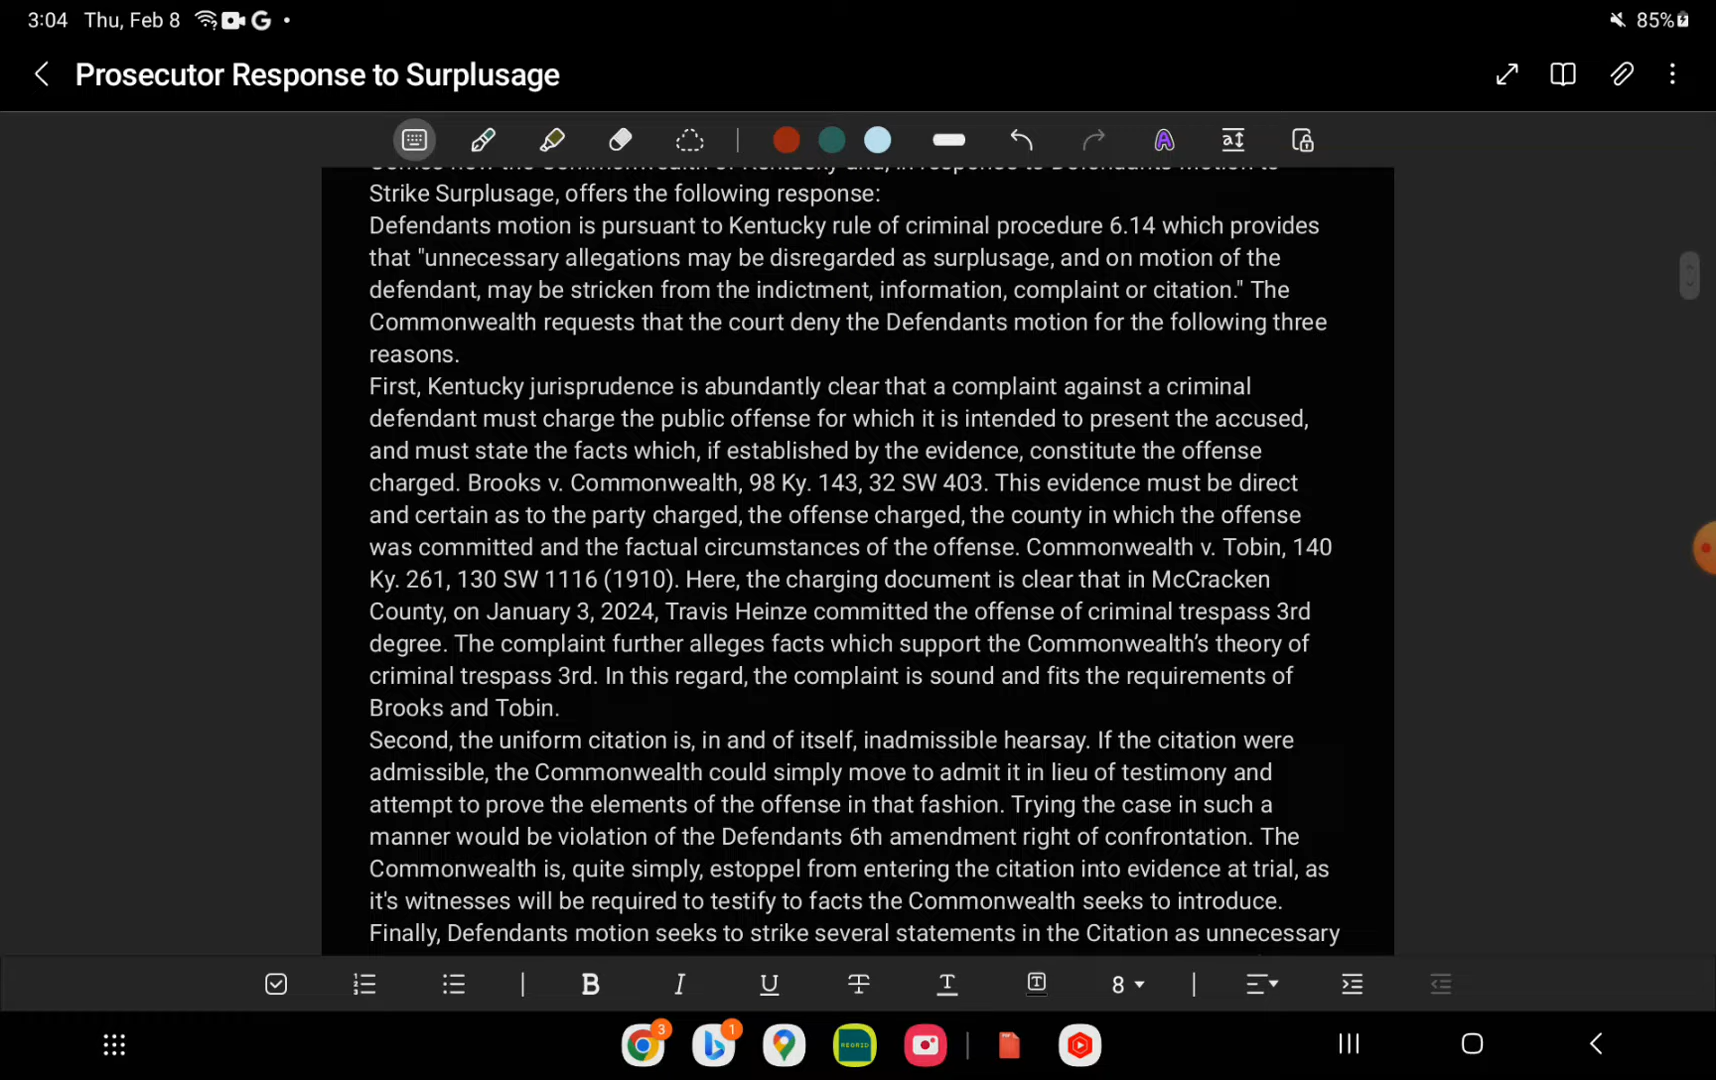 3:04 Thu, Feb 8
85%
Prosecutor Response to Surplusage
Comes now the Commonwealth of Kentucky and, in response to Defendants Motion to
Strike Surplusage, offers the following response:
Defendants motion is pursuant to Kentucky rule of criminal procedure 6.14 which provides
that "unnecessary allegations may be disregarded as surplusage, and on motion of the
defendant, may be stricken from the indictment, information, complaint or citation." The
Commonwealth requests that the court deny the Defendants motion for the following three
reasons.
First, Kentucky jurisprudence is abundantly clear that a complaint against a criminal
defendant must charge the public offense for which it is intended to present the accused,
and must state the facts which, if established by the evidence, constitute the offense
charged. Brooks v. Commonwealth, 98 Ky. 143, 32 SW 403. This evidence must be direct
and certain as to the party charged, the offense charged, the county in which the offense
was committed and the factual circumstances of the offense. Commonwealth v. Tobin, 140
Ky. 261, 130 SW 1116 (1910). Here, the charging document is clear that in McCracken
County, on January 3, 2024, Travis Heinze committed the offense of criminal trespass 3rd
degree. The complaint further alleges facts which support the Commonwealth’s theory of
criminal trespass 3rd. In this regard, the complaint is sound and fits the requirements of
Brooks and Tobin.
Second, the uniform citation is, in and of itself, inadmissible hearsay. If the citation were
admissible, the Commonwealth could simply move to admit it in lieu of testimony and
attempt to prove the elements of the offense in that fashion. Trying the case in such a
manner would be violation of the Defendants 6th amendment right of confrontation. The
Commonwealth is, quite simply, estoppel from entering the citation into evidence at trial, as
it's witnesses will be required to testify to facts the Commonwealth seeks to introduce.
Finally, Defendants motion seeks to strike several statements in the Citation as unnecessary
B I U T T T 8
3 1 REGRID